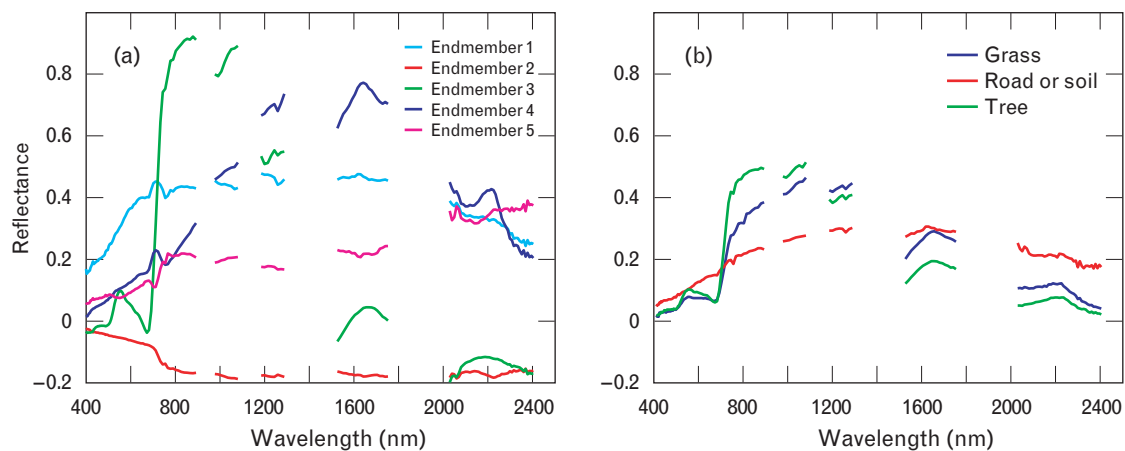 (a)
Endmember 1
Endmember 2
Endmember 3
Endmember 4
Endmember 5
0.8
0.6
0.4
0.2
0
−0.2
Reflectance
400 800 1200 1600 2000 2400
Wavelength (nm)
(b)
Grass
Road or soil
Tree
0.8
0.6
0.4
0.2
0
−0.2
400 800 1200 1600 2000 2400
Wavelength (nm)